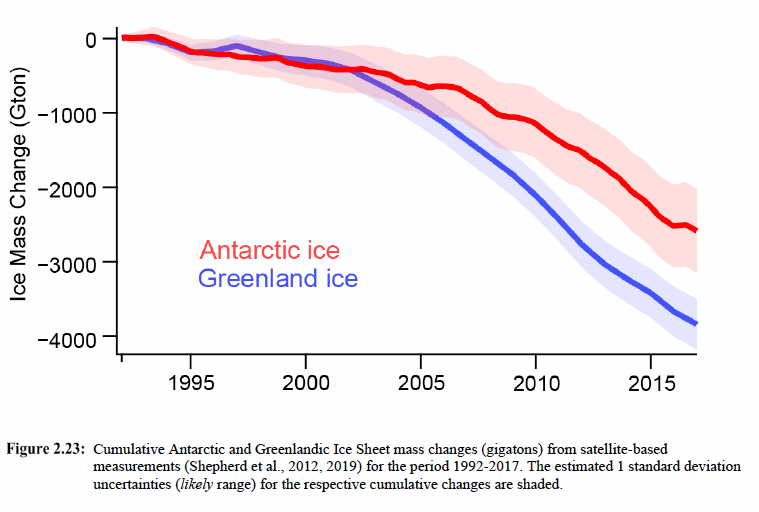 0
−1000
−2000
−3000
−4000
Ice Mass Change (Gton)
Antarctic ice
Greenland ice
1995
2000
2005
2010
2015
Figure 2.23: Cumulative Antarctic and Greenlandic Ice Sheet mass changes (gigatons) from satellite-based
measurements (Shepherd et al., 2012, 2019) for the period 1992-2017. The estimated 1 standard deviation
uncertainties (likely range) for the respective cumulative changes are shaded.